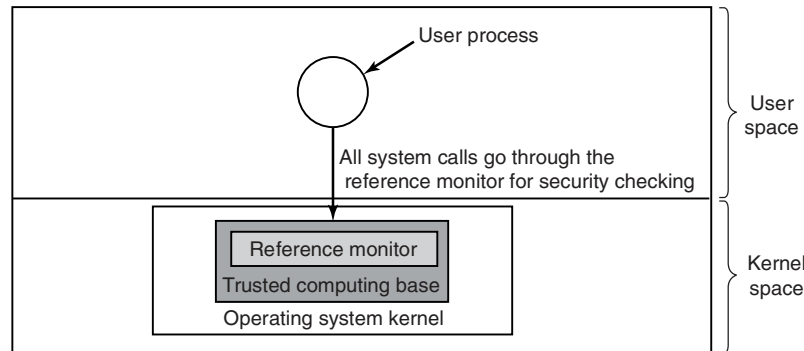 User process
User
space
All system calls go through the
reference monitor for security checking
Reference monitor
Trusted computing base
Operating system kernel
Kernel
space